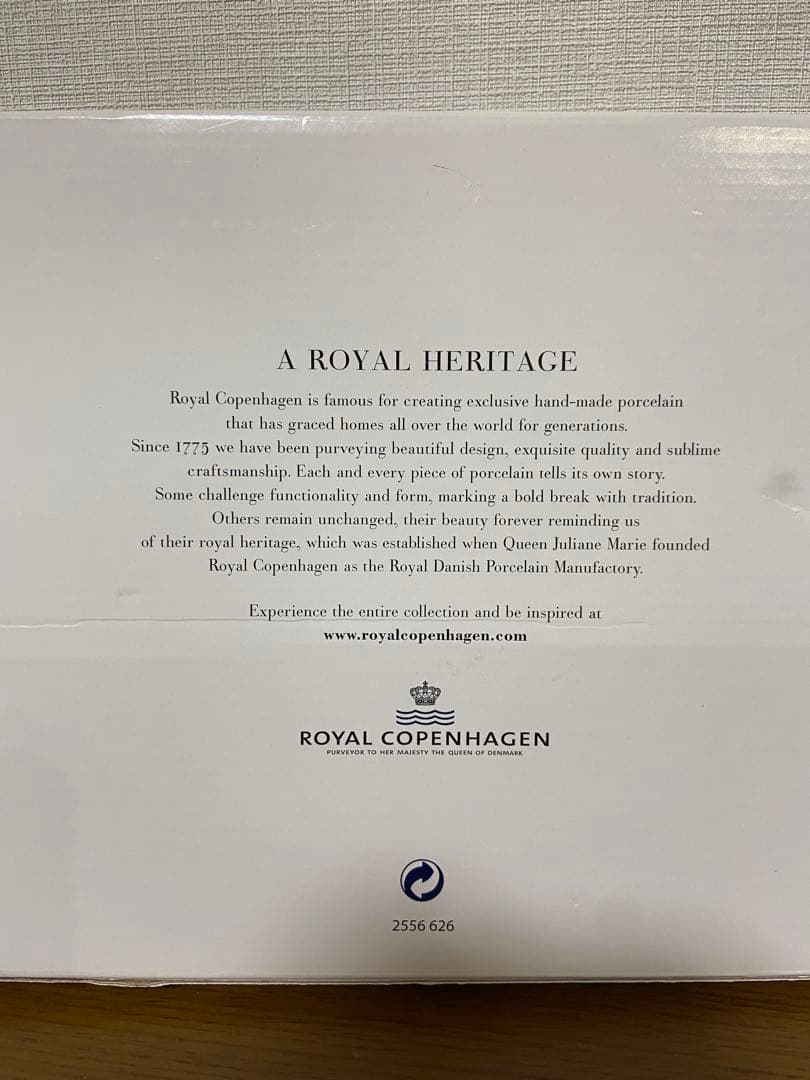 A ROYAL HERITAGE
Royal Copenhagen is famous for creating exclusive hand-made porcelain
that has graced homes all over the world for generations.
Since 1775 we have been purveying beautiful design, exquisite quality and sublime
craftsmanship. Each and every piece of porcelain tells its own story.
Some challenge functionality and form, marking a bold break with tradition.
Others remain unchanged, their beauty forever reminding us
of their royal heritage, which was established when Queen Juliane Marie founded
Royal Copenhagen as the Royal Danish Porcelain Manufactory.
Experience the entire collection and be inspired at
www.royalcopenhagen.com
ROYAL COPENHAGEN
PURVEYOR TO HER MAJESTY THE QUEEN OF DENMARK
2556 626